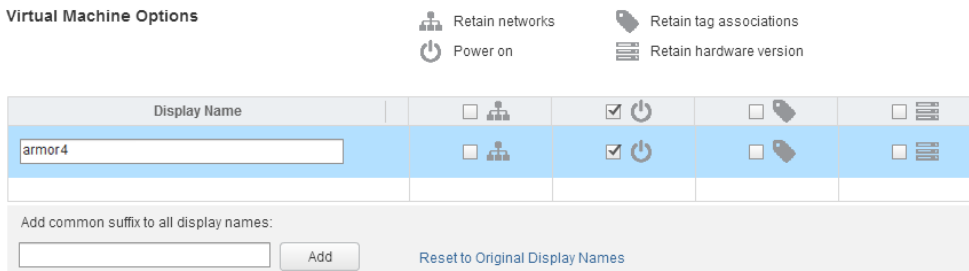 Virtual Machine Options
Retain networks
Retain tag associations
Power on
Retain hardware version
Display Name
armor4
Add common suffix to all display names:
Add
Reset to Original Display Names